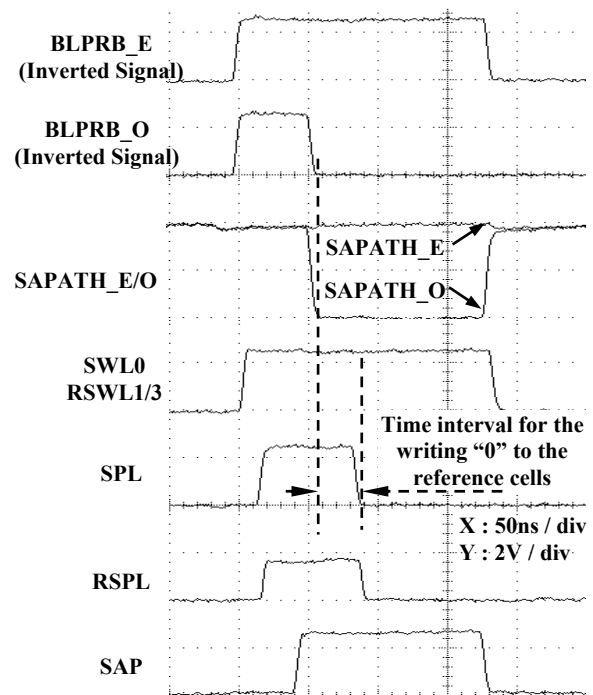 BLPRB_E
(Inverted Signal)
BLPRB_O
(Inverted Signal)
SAPATH_E
SAPATH_E/O
SAPATH_O
SWL0
RSWL1/3
Time interval for the
writing “0” to the
reference cells
SPL
X : 50ns / div
Y : 2V / div
RSPL
SAP